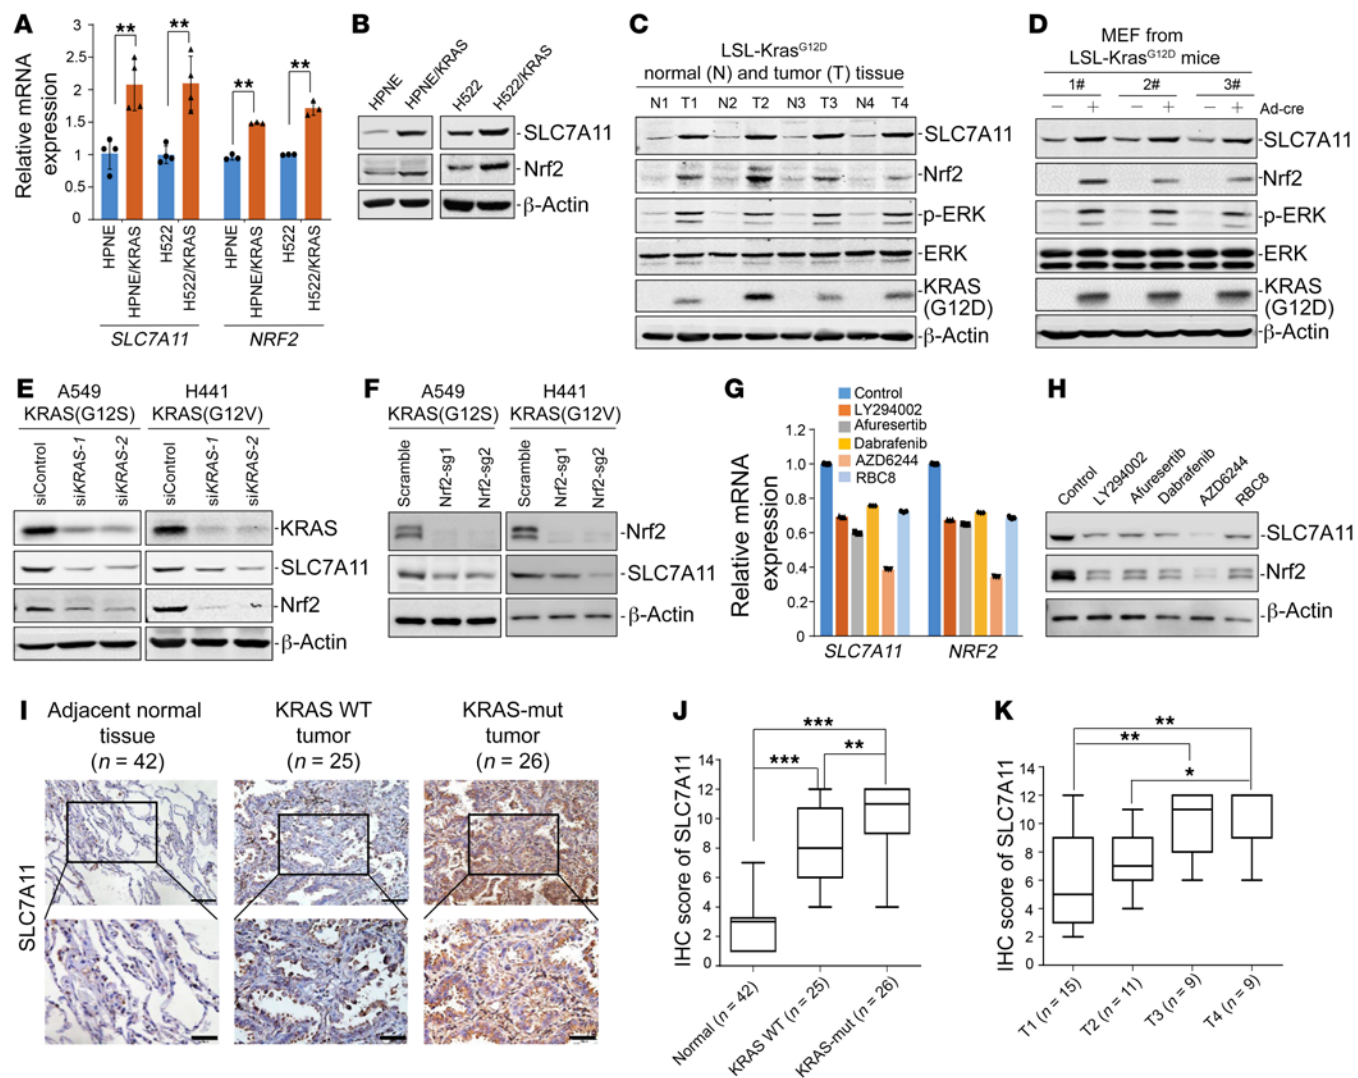 A
Relative mRNA
expression
3
2.5
2
1.5
1
0.5
0
**
**
**
**
HPNE
HPNE/KRAS
H522
H522/KRAS
HPNE
HPNE/KRAS
H522
H522/KRAS
SLC7A11
NRF2
B
HPNE
HPNE/KRAS
H522
H522/KRAS
-SLC7A11
-Nrf2
-β-Actin
C
LSL-KrasG12D
normal (N) and tumor (T) tissue
N1 T1 N2 T2 N3 T3 N4 T4
-SLC7A11
-Nrf2
-p-ERK
-ERK
-KRAS
(G12D)
-β-Actin
D
MEF from
LSL-KrasG12D mice
1# 2# 3#
− + − + − + Ad-cre
-SLC7A11
-Nrf2
-p-ERK
-ERK
-KRAS
(G12D)
-β-Actin
E
A549
KRAS(G12S)
H441
KRAS(G12V)
siControl
siKRAS-1
siKRAS-2
siControl
siKRAS-1
siKRAS-2
-KRAS
-SLC7A11
-Nrf2
-β-Actin
F
A549
KRAS(G12S)
H441
KRAS(G12V)
Scramble
Nrf2-sg1
Nrf2-sg2
Scramble
Nrf2-sg1
Nrf2-sg2
-Nrf2
-SLC7A11
-β-Actin
G
Control
LY294002
Afuresertib
Dabrafenib
AZD6244
RBC8
Relative mRNA
expression
1.2
1.0
0.8
0.6
0.4
0.2
0
SLC7A11
NRF2
H
Control
LY294002
Afuresertib
Dabrafenib
AZD6244
RBC8
-SLC7A11
-Nrf2
-β-Actin
I
Adjacent normal
tissue
(n = 42)
KRAS WT
tumor
(n = 25)
KRAS-mut
tumor
(n = 26)
SLC7A11
J
IHC score of SLC7A11
14
12
10
8
6
4
2
0
***
***
**
Normal (n = 42)
KRAS WT (n = 25)
KRAS-mut (n = 26)
K
IHC score of SLC7A11
14
12
10
8
6
4
2
0
**
**
*
T1 (n = 15)
T2 (n = 11)
T3 (n = 9)
T4 (n = 9)